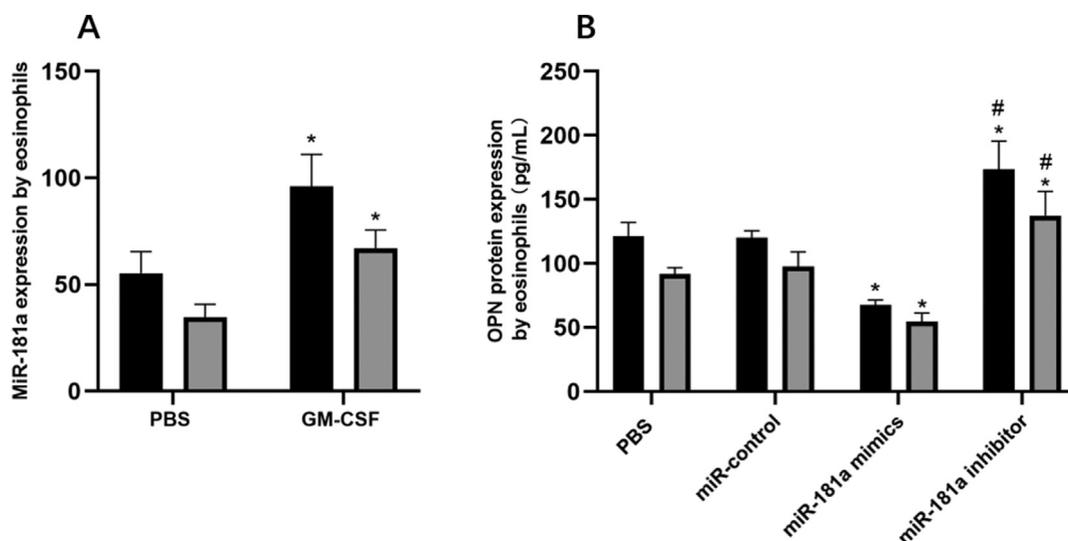 A
MiR-181a expression by eosinophils
150
100
50
0
*
*
PBS
GM-CSF
B
OPN protein expression
by eosinophils (pg/mL)
250
200
150
100
50
0
*
*
#
*
#
*
PBS
miR-control
miR-181a mimics
miR-181a inhibitor